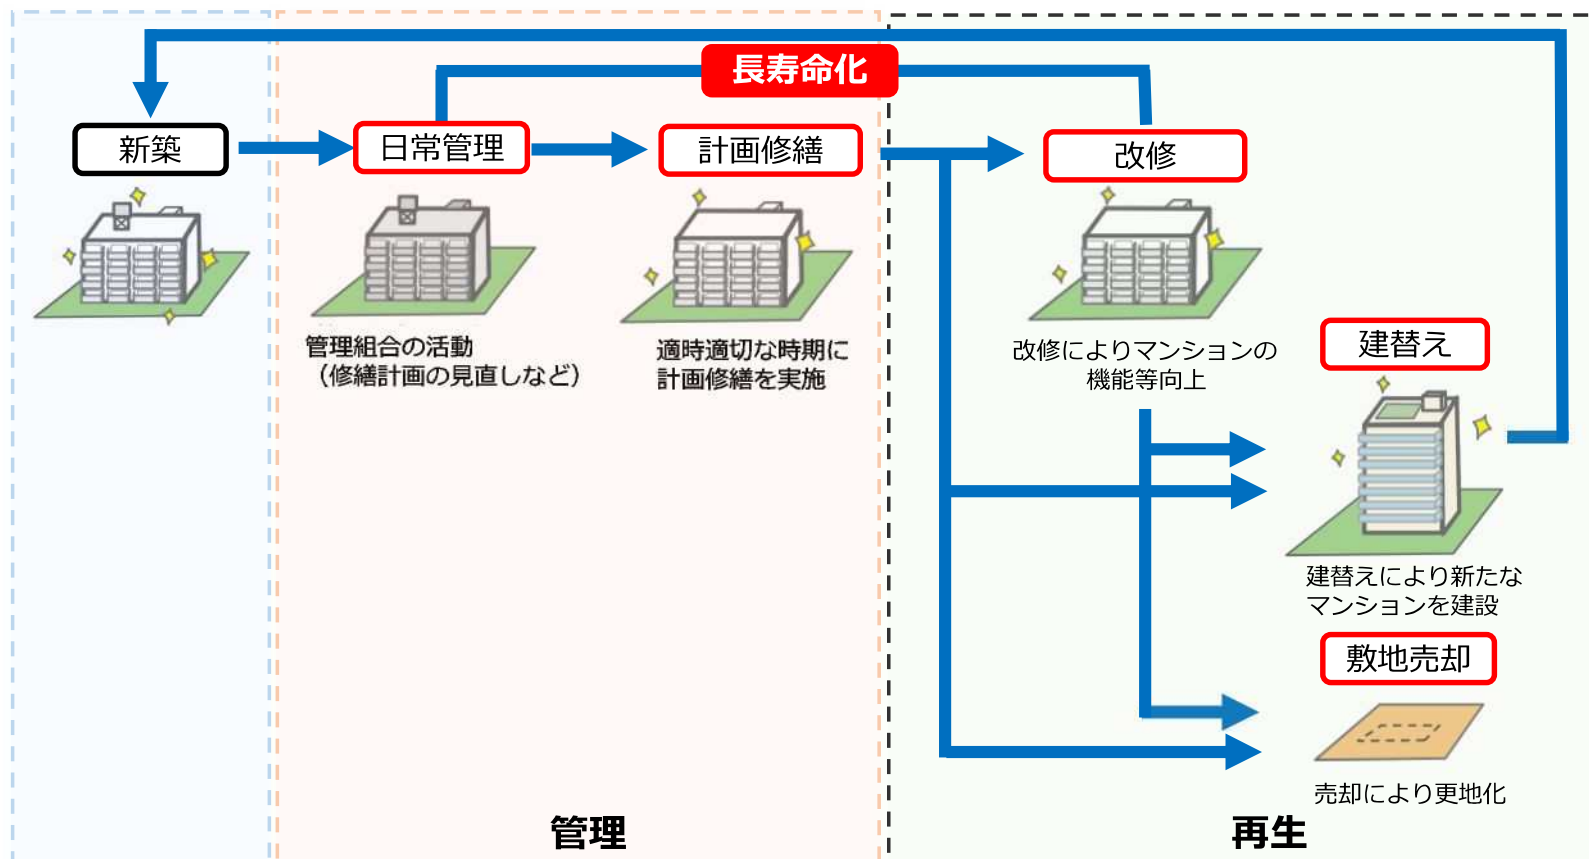 長寿命化
新築
日常管理
計画修繕
改修
管理組合の活動
（修繕計画の見直しなど）
適時適切な時期に
計画修繕を実施
改修によりマンションの
機能等向上
建替え
建替えにより新たな
マンションを建設
敷地売却
売却により更地化
管理
再生